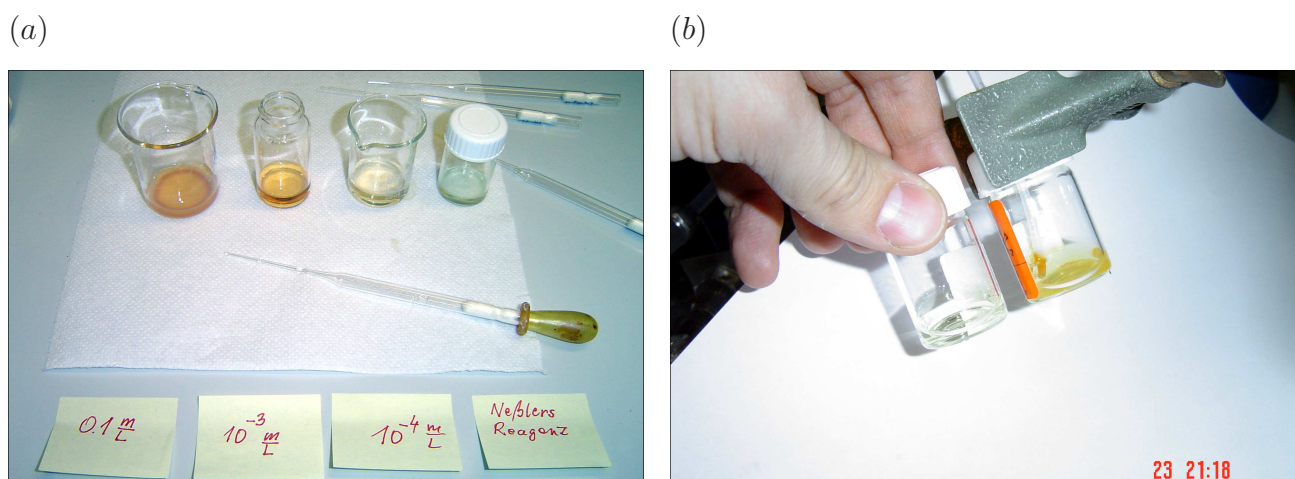 (a)
(b)
0.1 m/L
10⁻³ m/L
10⁻⁴ m/L
Neßlers
Reagenz
23 21:18